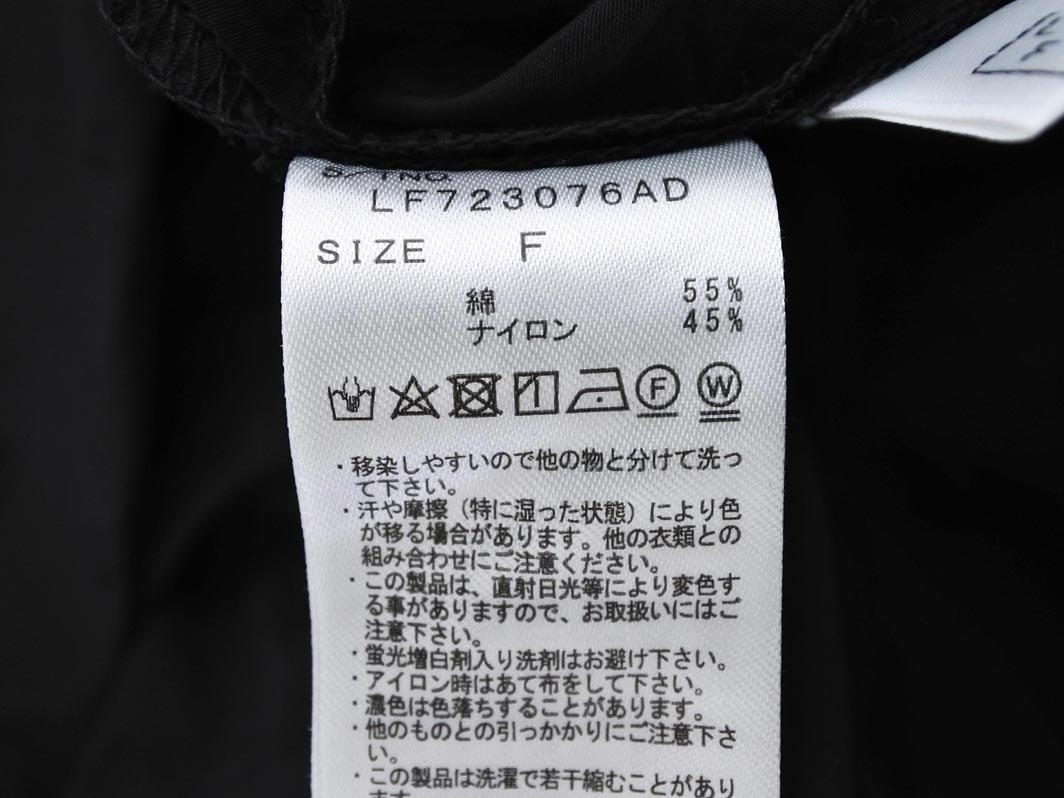 LF723076AD
SIZE F
綿 55%
ナイロン 45%
F W
・移染しやすいので他の物と分けて洗っ
て下さい。
・汗や摩擦（特に湿った状態）により色
が移る場合があります。他の衣類との
組み合わせにご注意ください。
・この製品は、直射日光等により変色す
る事がありますので、お取扱いにはご
注意下さい。
・蛍光増白剤入り洗剤はお避け下さい。
・アイロン時はあて布をして下さい。
・濃色は色落ちすることがあります。
・他のものとの引っかかりにご注意下さ
い。
・この製品は洗濯で若干縮むことがあり
ます